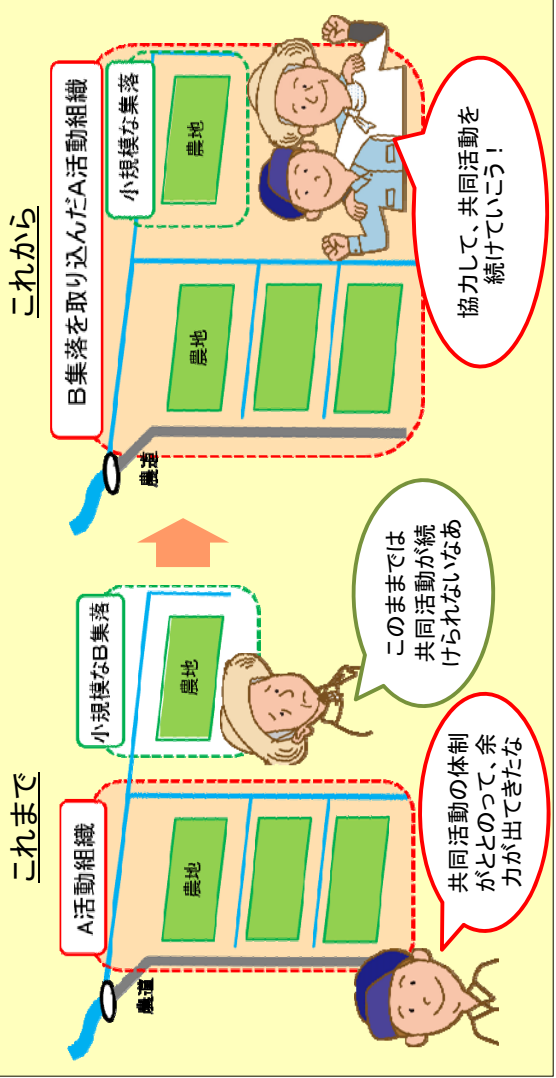 これまで
A活動組織
小規模なB集落
農地
農地
農道
共同活動の体制
がととのって、余
力が出てきたな
このままでは
共同活動が続
けられないなあ
これから
B集落を取り込んだA活動組織
小規模な集落
農地
農地
農道
協力して、共同活動を
続けていこう！